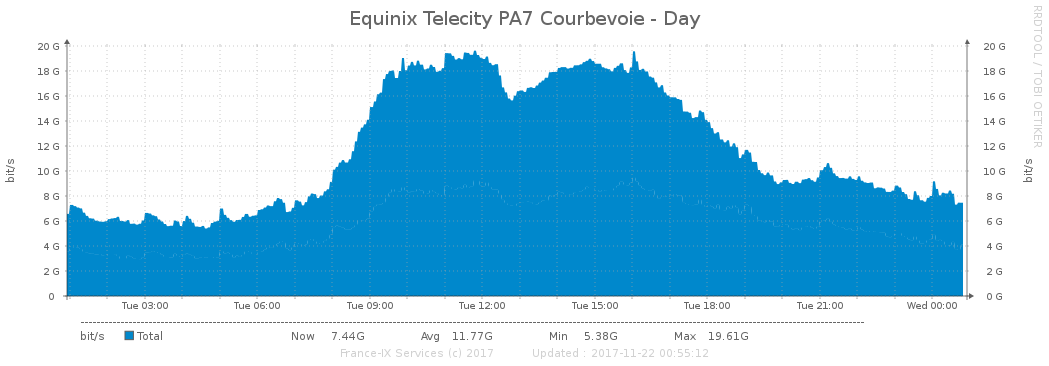 Equinix Telecity PA7 Courbevoie - Day
RRDTOOL / TOBI OETIKER
bit/s
20 G 20 G
18 G 18 G
16 G 16 G
14 G 14 G
12 G 12 G
10 G 10 G
8 G 8 G
6 G 6 G
4 G 4 G
2 G 2 G
0 0 G
bit/s
Tue 03:00 Tue 06:00 Tue 09:00 Tue 12:00 Tue 15:00 Tue 18:00 Tue 21:00 Wed 00:00
bit/s Total Now 7.44G Avg 11.77G Min 5.38G Max 19.61G
France-IX Services (c) 2017 Updated : 2017-11-22 00:55:12